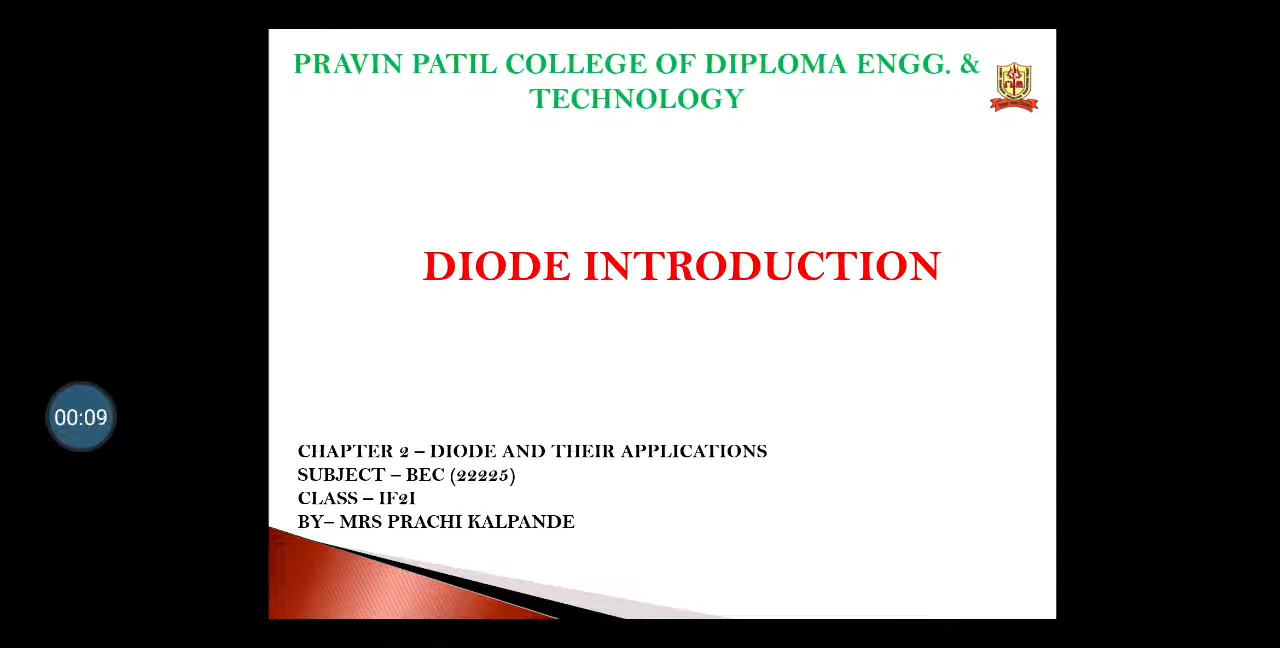 PRAVIN PATIL COLLEGE OF DIPLOMA ENGG. &
TECHNOLOGY
DIODE INTRODUCTION
00:09
CHAPTER 2 – DIODE AND THEIR APPLICATIONS
SUBJECT – BEC (22225)
CLASS – IF2I
BY– MRS PRACHI KALPANDE